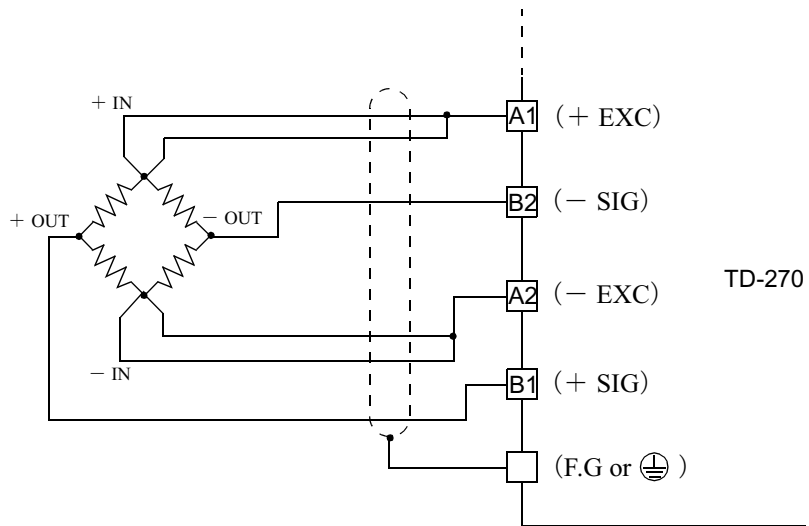 + IN
A1 (+ EXC)
+ OUT
- OUT
B2 (- SIG)
A2 (- EXC)
TD-270
- IN
B1 (+ SIG)
(F.G or ⏚ )